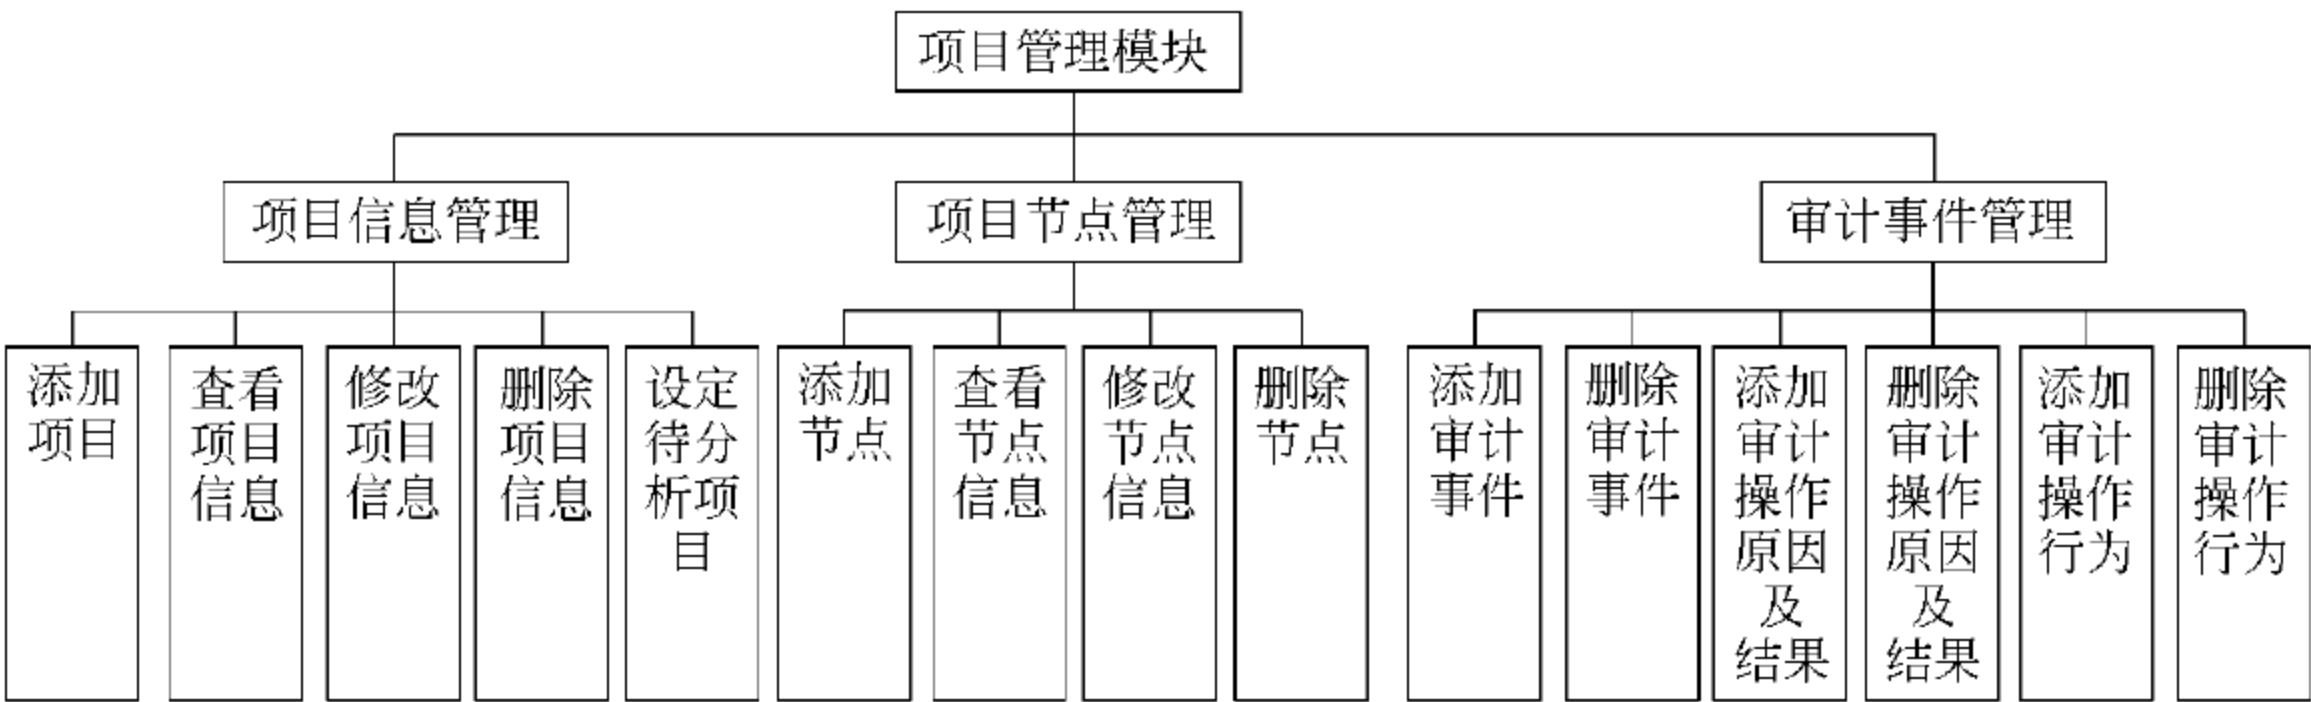 项目管理模块
项目信息管理
项目节点管理
审计事件管理
添加
项目
查看
项目
信息
修改
项目
信息
删除
项目
信息
设定
待分
析项
目
添加
节点
查看
节点
信息
修改
节点
信息
删除
节点
添加
审计
事件
删除
审计
事件
添加
审计
操作
原因
及
结果
删除
审计
操作
原因
及
结果
添加
审计
操作
行为
删除
审计
操作
行为